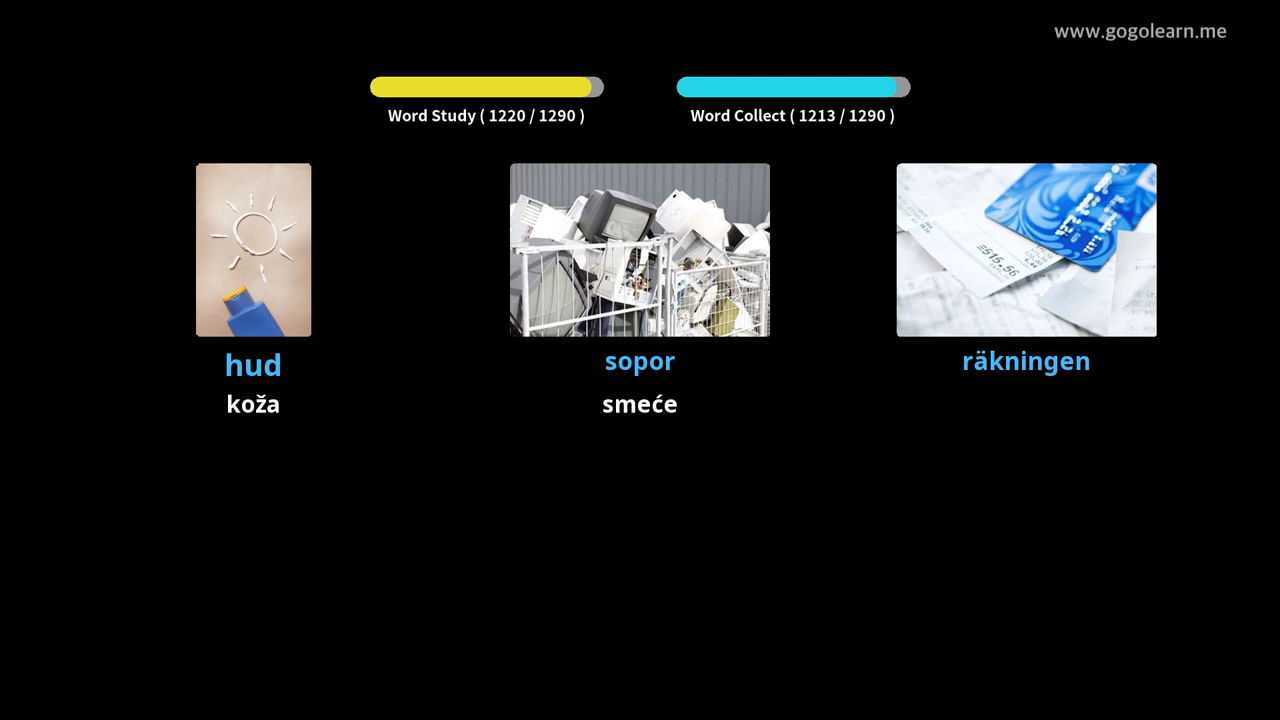 www.gogolearn.me
Word Study ( 1220 / 1290 )
Word Collect ( 1213 / 1290 )
hud
sopor
räkningen
koža
smeće